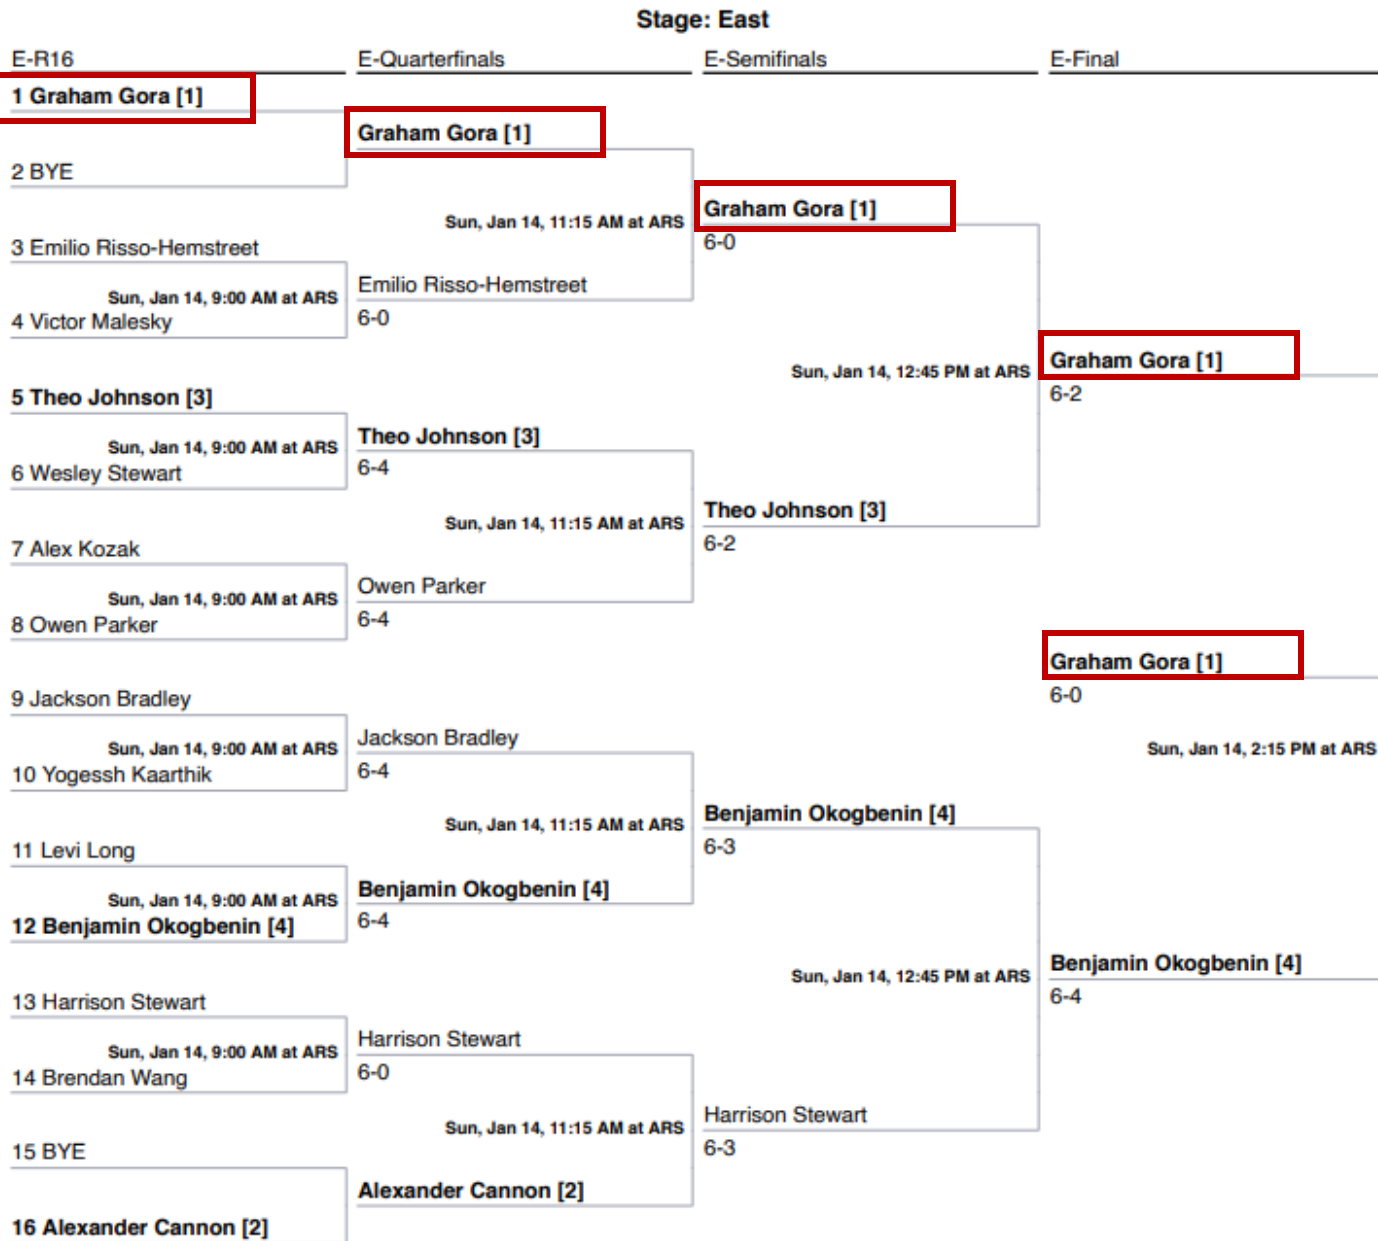 Stage: East
E-R16
E-Quarterfinals
E-Semifinals
E-Final
1 Graham Gora [1]
2 BYE
3 Emilio Risso-Hemstreet
Sun, Jan 14, 9:00 AM at ARS
4 Victor Malesky
5 Theo Johnson [3]
Sun, Jan 14, 9:00 AM at ARS
6 Wesley Stewart
7 Alex Kozak
Sun, Jan 14, 9:00 AM at ARS
8 Owen Parker
9 Jackson Bradley
Sun, Jan 14, 9:00 AM at ARS
10 Yogessh Kaarthik
11 Levi Long
Sun, Jan 14, 9:00 AM at ARS
12 Benjamin Okogbenin [4]
13 Harrison Stewart
Sun, Jan 14, 9:00 AM at ARS
14 Brendan Wang
15 BYE
16 Alexander Cannon [2]
Graham Gora [1]
Sun, Jan 14, 11:15 AM at ARS
Emilio Risso-Hemstreet
6-0
Theo Johnson [3]
6-4
Sun, Jan 14, 11:15 AM at ARS
Owen Parker
6-4
Jackson Bradley
6-4
Sun, Jan 14, 11:15 AM at ARS
Benjamin Okogbenin [4]
6-4
Harrison Stewart
6-0
Sun, Jan 14, 11:15 AM at ARS
Alexander Cannon [2]
Graham Gora [1]
6-0
Sun, Jan 14, 12:45 PM at ARS
Theo Johnson [3]
6-2
Benjamin Okogbenin [4]
6-3
Sun, Jan 14, 12:45 PM at ARS
Harrison Stewart
6-3
Graham Gora [1]
6-2
Graham Gora [1]
6-0
Sun, Jan 14, 2:15 PM at ARS
Benjamin Okogbenin [4]
6-4